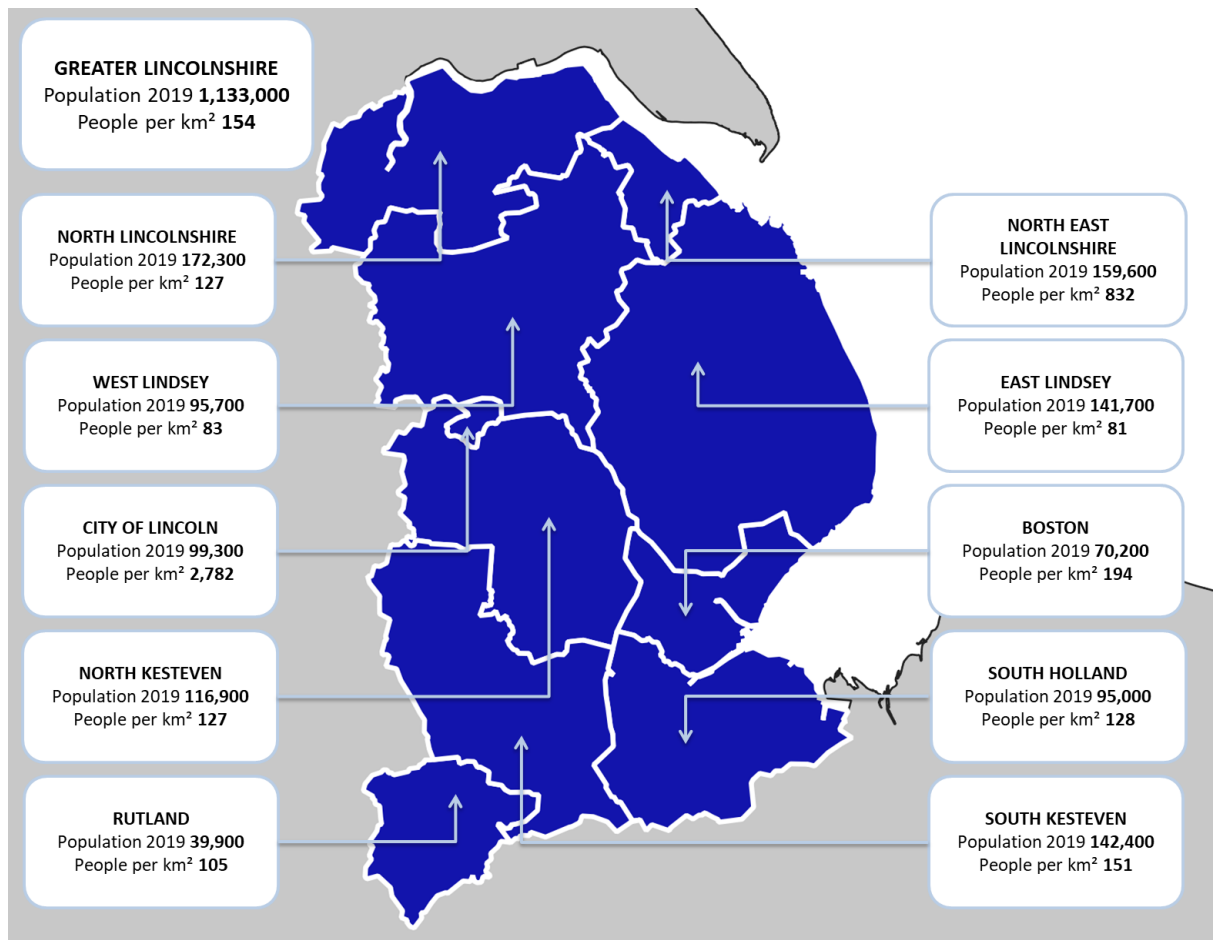 GREATER LINCOLNSHIRE
Population 2019 1,133,000
People per km² 154
NORTH LINCOLNSHIRE
Population 2019 172,300
People per km² 127
WEST LINDSEY
Population 2019 95,700
People per km² 83
CITY OF LINCOLN
Population 2019 99,300
People per km² 2,782
NORTH KESTEVEN
Population 2019 116,900
People per km² 127
RUTLAND
Population 2019 39,900
People per km² 105
NORTH EAST
LINCOLNSHIRE
Population 2019 159,600
People per km² 832
EAST LINDSEY
Population 2019 141,700
People per km² 81
BOSTON
Population 2019 70,200
People per km² 194
SOUTH HOLLAND
Population 2019 95,000
People per km² 128
SOUTH KESTEVEN
Population 2019 142,400
People per km² 151